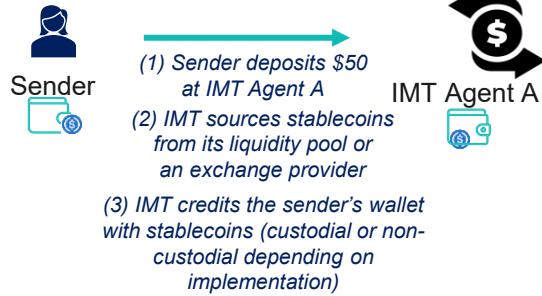 Sender
(1) Sender deposits $50
at IMT Agent A
(2) IMT sources stablecoins
from its liquidity pool or
an exchange provider
(3) IMT credits the sender's wallet
with stablecoins (custodial or non-
custodial depending on
implementation)
$
IMT Agent A